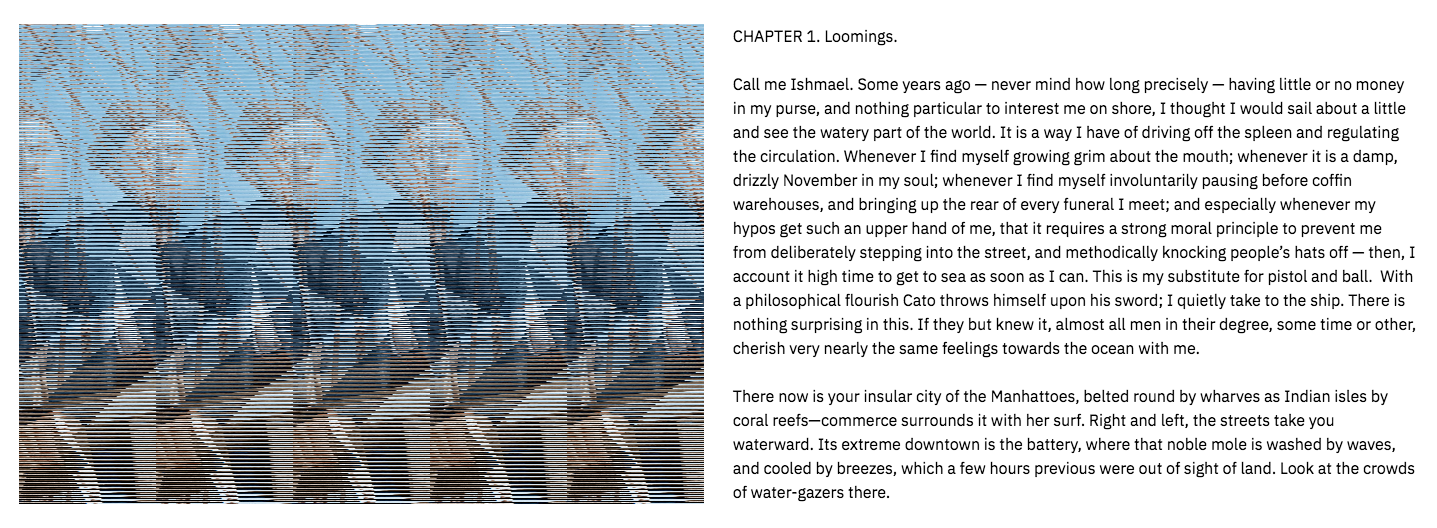 CHAPTER 1. Loomings.
Call me Ishmael. Some years ago — never mind how long precisely — having little or no money
in my purse, and nothing particular to interest me on shore, I thought I would sail about a little
and see the watery part of the world. It is a way I have of driving off the spleen and regulating
the circulation. Whenever I find myself growing grim about the mouth; whenever it is a damp,
drizzly November in my soul; whenever I find myself involuntarily pausing before coffin
warehouses, and bringing up the rear of every funeral I meet; and especially whenever my
hypos get such an upper hand of me, that it requires a strong moral principle to prevent me
from deliberately stepping into the street, and methodically knocking people’s hats off — then, I
account it high time to get to sea as soon as I can. This is my substitute for pistol and ball.  With
a philosophical flourish Cato throws himself upon his sword; I quietly take to the ship. There is
nothing surprising in this. If they but knew it, almost all men in their degree, some time or other,
cherish very nearly the same feelings towards the ocean with me.
There now is your insular city of the Manhattoes, belted round by wharves as Indian isles by
coral reefs—commerce surrounds it with her surf. Right and left, the streets take you
waterward. Its extreme downtown is the battery, where that noble mole is washed by waves,
and cooled by breezes, which a few hours previous were out of sight of land. Look at the crowds
of water-gazers there.